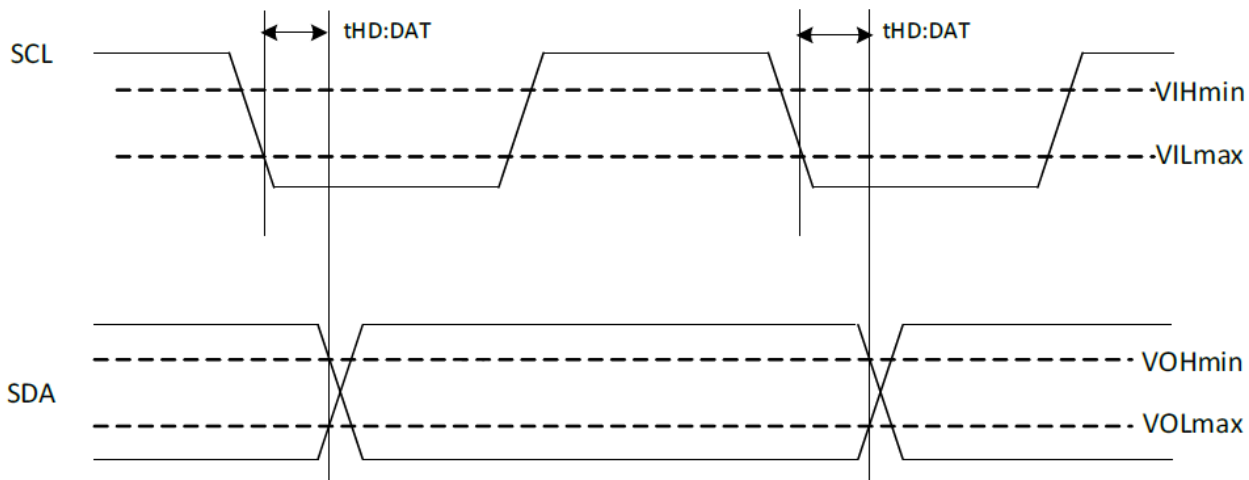 tHD:DAT
tHD:DAT
SCL
VIHmin
VILmax
VOHmin
SDA
VOLmax